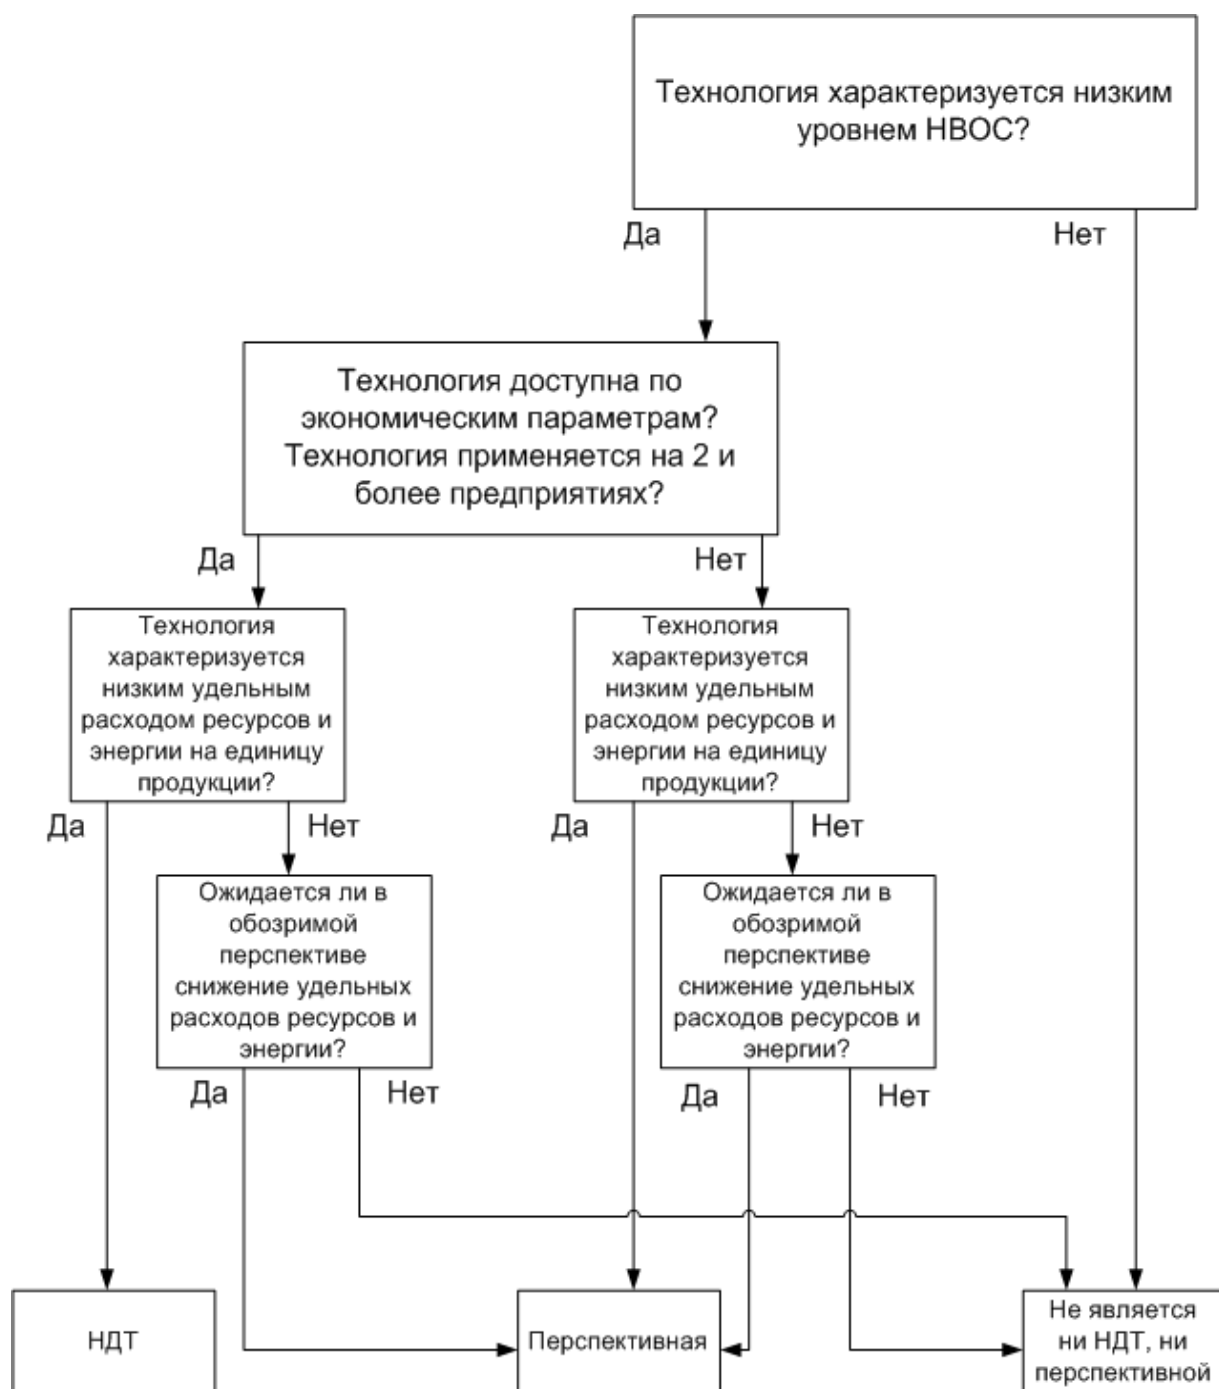 Технология характеризуется низким
уровнем НВОС?
Да
Нет
Технология доступна по
экономическим параметрам?
Технология применяется на 2 и
более предприятиях?
Да
Нет
Технология
характеризуется
низким удельным
расходом ресурсов и
энергии на единицу
продукции?
Технология
характеризуется
низким удельным
расходом ресурсов и
энергии на единицу
продукции?
Да
Нет
Да
Нет
Ожидается ли в
обозримой
перспективе
снижение удельных
расходов ресурсов и
энергии?
Ожидается ли в
обозримой
перспективе
снижение удельных
расходов ресурсов и
энергии?
Да
Нет
Да
Нет
НДТ
Перспективная
Не является
ни НДТ, ни
перспективной